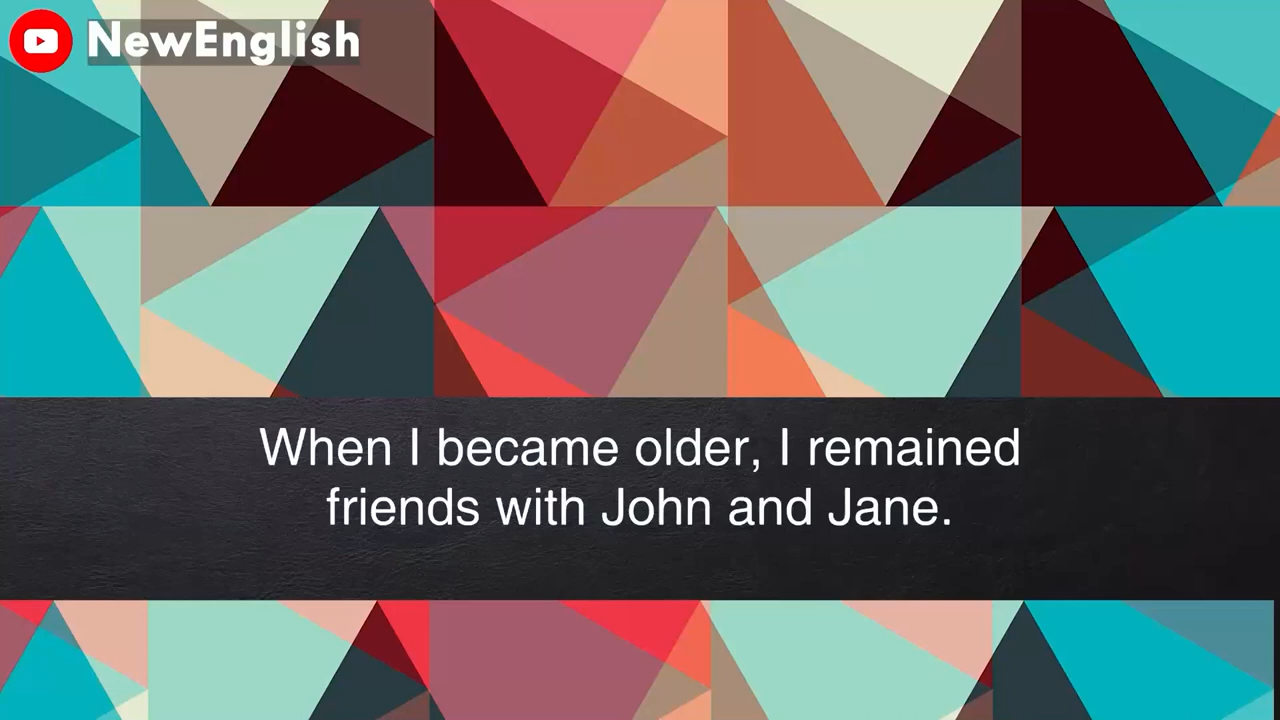 NewEnglish
When I became older, I remained
friends with John and Jane.